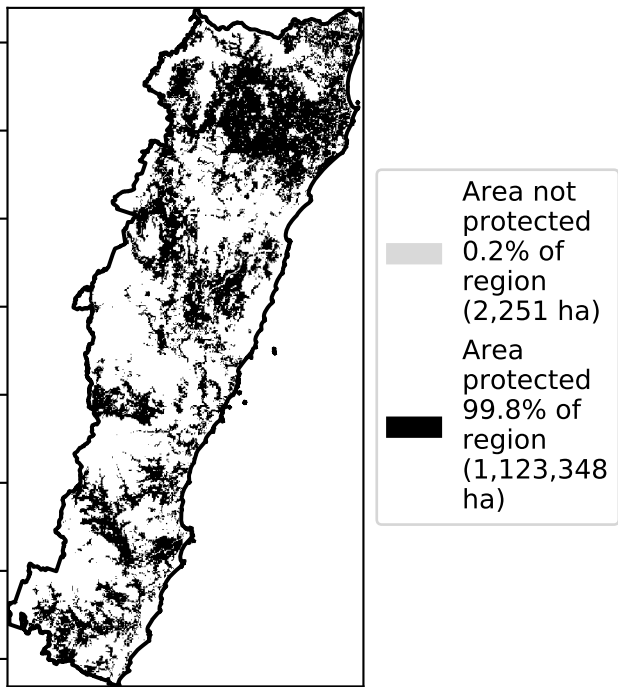 Area not
protected
0.2% of
region
(2,251 ha)
Area
protected
99.8% of
region
(1,123,348
ha)